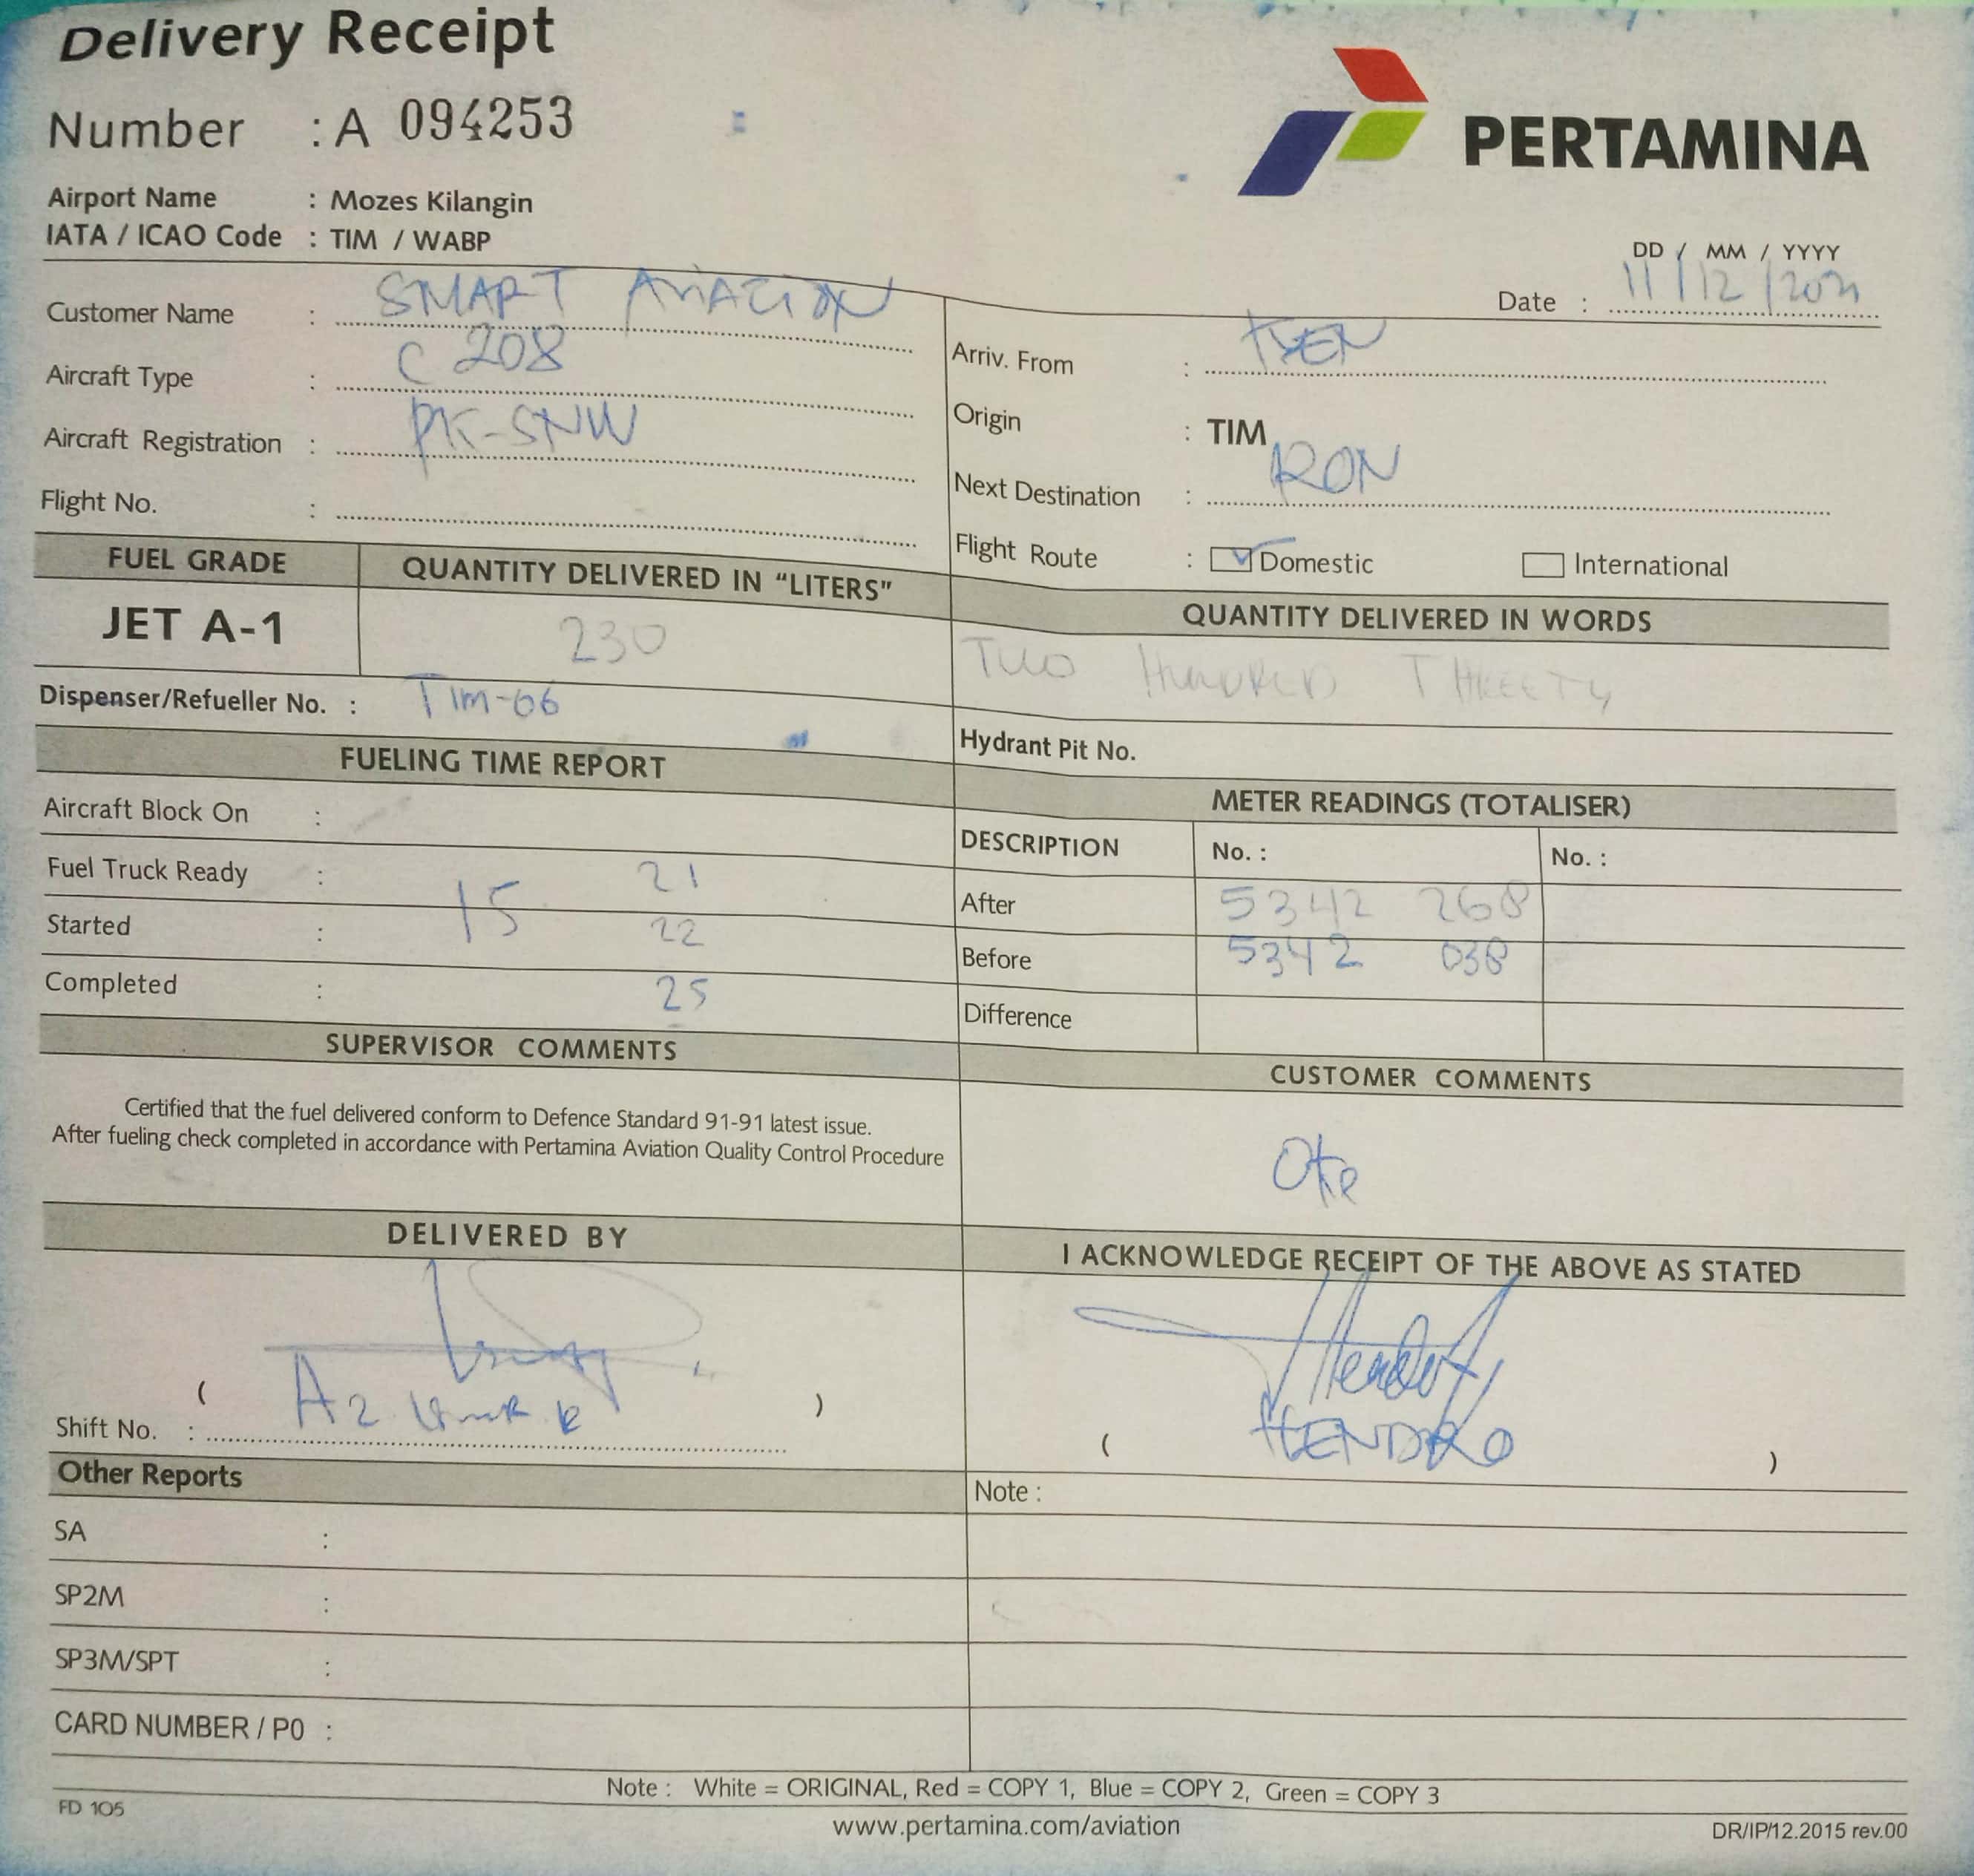 Delivery Receipt
Number : A 094253
PERTAMINA
Airport Name : Mozes Kilangin
IATA / ICAO Code : TIM / WABP
DD / MM / YYYY
Date : 11/12/2021
Customer Name : SMART AVIATION
Aircraft Type : C 208
Aircraft Registration : PK-SNW
Flight No. :
Arriv. From :
Origin : TIM
Next Destination : RON
Flight Route : Domestic International
FUEL GRADE QUANTITY DELIVERED IN "LITERS"
JET A-1 230
QUANTITY DELIVERED IN WORDS
TWO HUNDRED THREETY
Dispenser/Refueller No. : TIM-06
Hydrant Pit No.
FUELING TIME REPORT
Aircraft Block On :
Fuel Truck Ready : 21
Started : 15 22
Completed : 25
METER READINGS (TOTALISER)
DESCRIPTION No. : No. :
After 5342 268
Before 5342 038
Difference
SUPERVISOR COMMENTS
Certified that the fuel delivered conform to Defence Standard 91-91 latest issue.
After fueling check completed in accordance with Pertamina Aviation Quality Control Procedure
CUSTOMER COMMENTS
Oke
DELIVERED BY
( )
Shift No. :
I ACKNOWLEDGE RECEIPT OF THE ABOVE AS STATED
( HENDRO )
Other Reports
SA :
SP2M :
SP3M/SPT :
CARD NUMBER / P0 :
Note :
Note : White = ORIGINAL, Red = COPY 1, Blue = COPY 2, Green = COPY 3
FD 105
www.pertamina.com/aviation
DR/IP/12.2015 rev.00